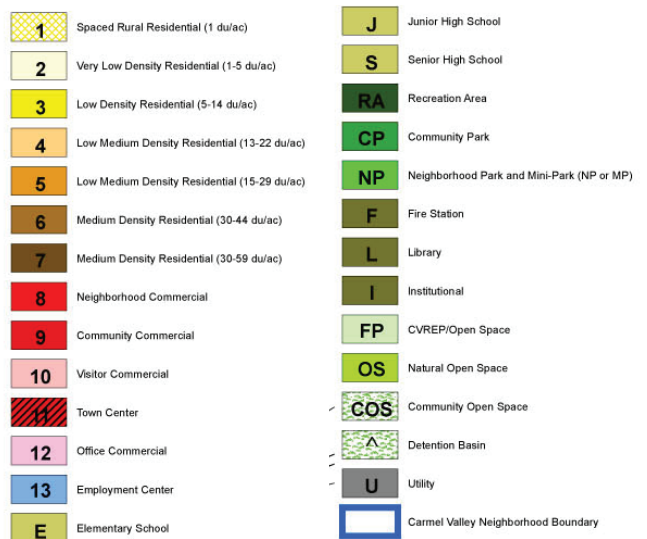 1 Spaced Rural Residential (1 du/ac)
2 Very Low Density Residential (1-5 du/ac)
3 Low Density Residential (5-14 du/ac)
4 Low Medium Density Residential (13-22 du/ac)
5 Low Medium Density Residential (15-29 du/ac)
6 Medium Density Residential (30-44 du/ac)
7 Medium Density Residential (30-59 du/ac)
8 Neighborhood Commercial
9 Community Commercial
10 Visitor Commercial
11 Town Center
12 Office Commercial
13 Employment Center
E Elementary School
J Junior High School
S Senior High School
RA Recreation Area
CP Community Park
NP Neighborhood Park and Mini-Park (NP or MP)
F Fire Station
L Library
I Institutional
FP CVREP/Open Space
OS Natural Open Space
COS Community Open Space
^ Detention Basin
U Utility
Carmel Valley Neighborhood Boundary